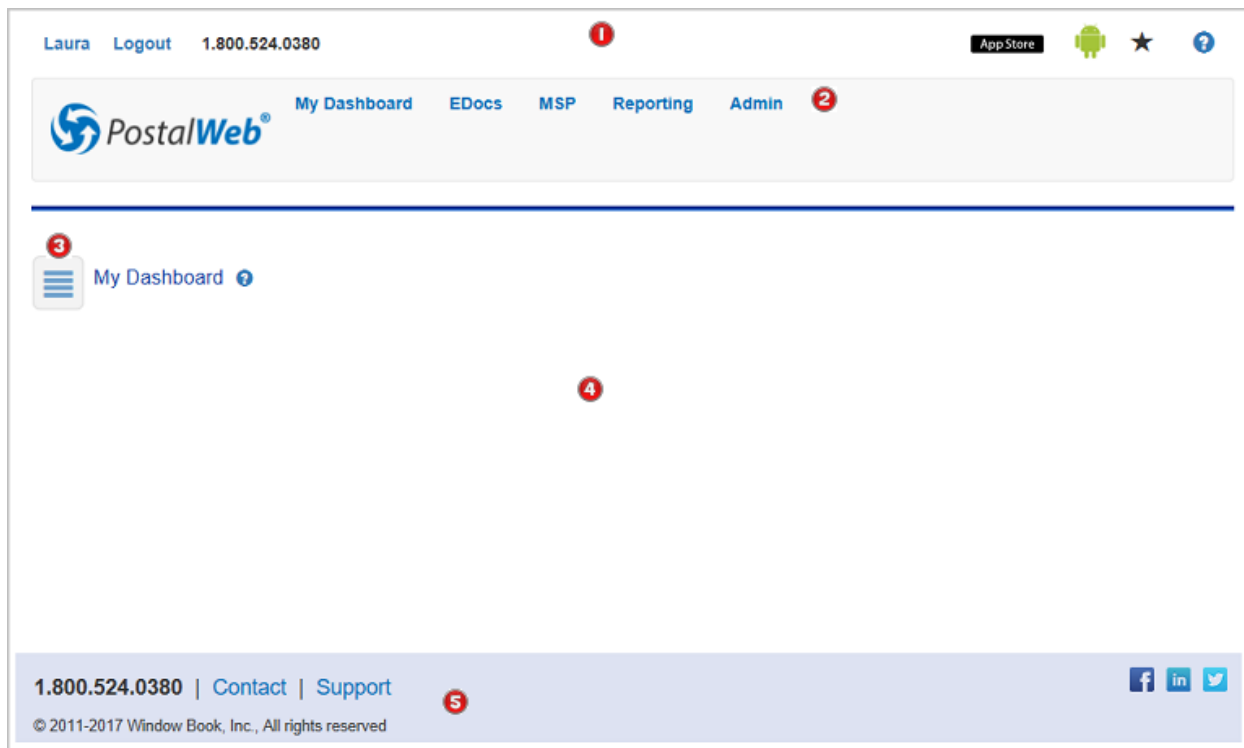 Laura Logout 1.800.524.0380 1 App Store ?
PostalWeb® My Dashboard EDocs MSP Reporting Admin 2
3
My Dashboard ?
4
1.800.524.0380 | Contact | Support 5 f in
© 2011-2017 Window Book, Inc., All rights reserved